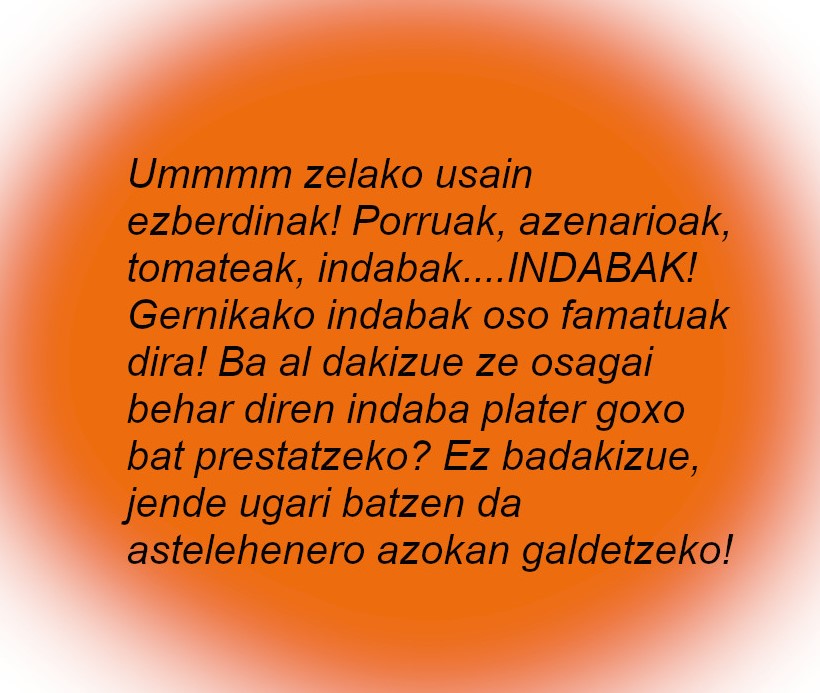 Ummmm zelako usain
ezberdinak! Porruak, azenarioak,
tomateak, indabak....INDABAK!
Gernikako indabak oso famatuak
dira! Ba al dakizue ze osagai
behar diren indaba plater goxo
bat prestatzeko? Ez badakizue,
jende ugari batzen da
astelehenero azokan galdetzeko!